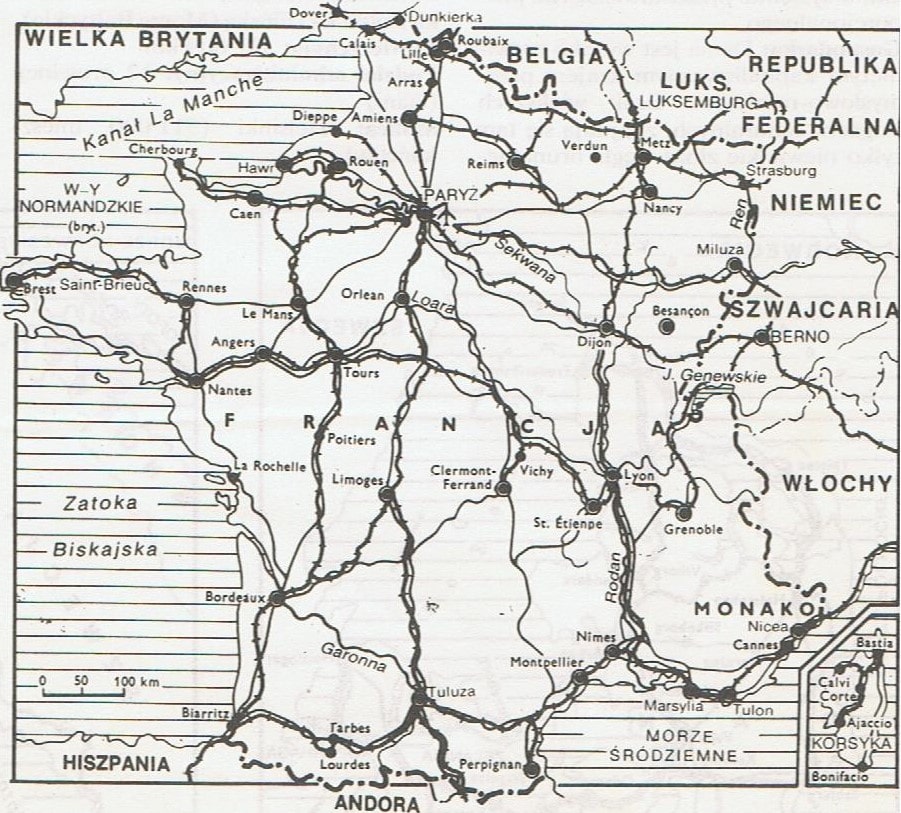 Dover
Dunkierka
WIELKA BRYTANIA
Calais
Lille
Roubaix
BELGIA
REPUBLIKA
FEDERALNA
NIEMIEC
LUKS.
LUKSEMBURG
Kanał La Manche
Arras
Dieppe
Amiens
Cherbourg
Hawr
Rouen
Reims
Verdun
Metz
Strasburg
W–Y
NORMANDZKIE
(bryt.)
Caen
PARYŻ
Nancy
Ren
Sekwana
Miluza
Brest
Saint-Brieuc
Rennes
Le Mans
Orlean
Loara
Besançon
SZWAJCARIA
BERNO
Dijon
Angers
Tours
Nantes
J. Genewskie
F R A N C J A
Poitiers
La Rochelle
Limoges
Clermont-
Ferrand
Vichy
Lyon
WŁOCHY
St. Étienpe
Grenoble
Zatoka
Biskajska
Rodan
Bordeaux
MONAKO
Nicea
Cannes
Nimes
Montpellier
Garonna
0 50 100 km
Tuluza
Marsylia
Tulon
Biarritz
Tarbes
Lourdes
Perpignan
MORZE
ŚRÓDZIEMNE
HISZPANIA
ANDORA
Bastia
Calvi
Corte
Ajaccio
KORSYKA
Bonifacio